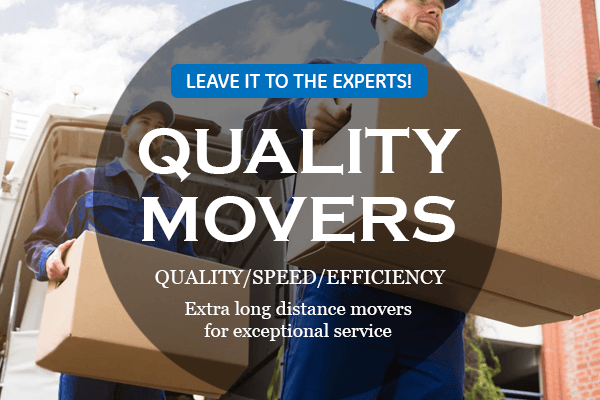 LEAVE IT TO THE EXPERTS!
QUALITY
MOVERS
QUALITY/SPEED/EFFICIENCY
Extra long distance movers
for exceptional service